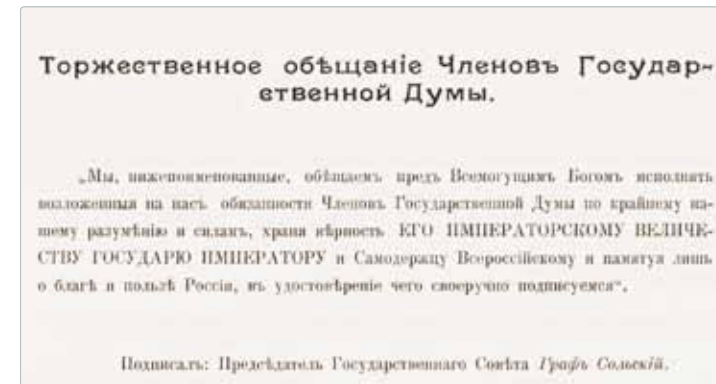 Торжественное обѣщаніе Членовъ Государ-
ственной Думы.
„Мы, нижепоименованные, обѣщаемъ предъ Всемогущимъ Богомъ исполнять
возложенныя на насъ обязанности Членовъ Государственной Думы по крайнему на-
шему разумѣнію и силамъ, храня вѣрность ЕГО ИМПЕРАТОРСКОМУ ВЕЛИЧЕ-
СТВУ ГОСУДАРЮ ИМПЕРАТОРУ и Самодержцу Всероссійскому и памятуя лишь
о благѣ и пользѣ Россіи, въ удостовѣреніе чего своеручно подписуемся“.
Подписалъ: Предсѣдатель Государственнаго Совѣта Графъ Сольскій.